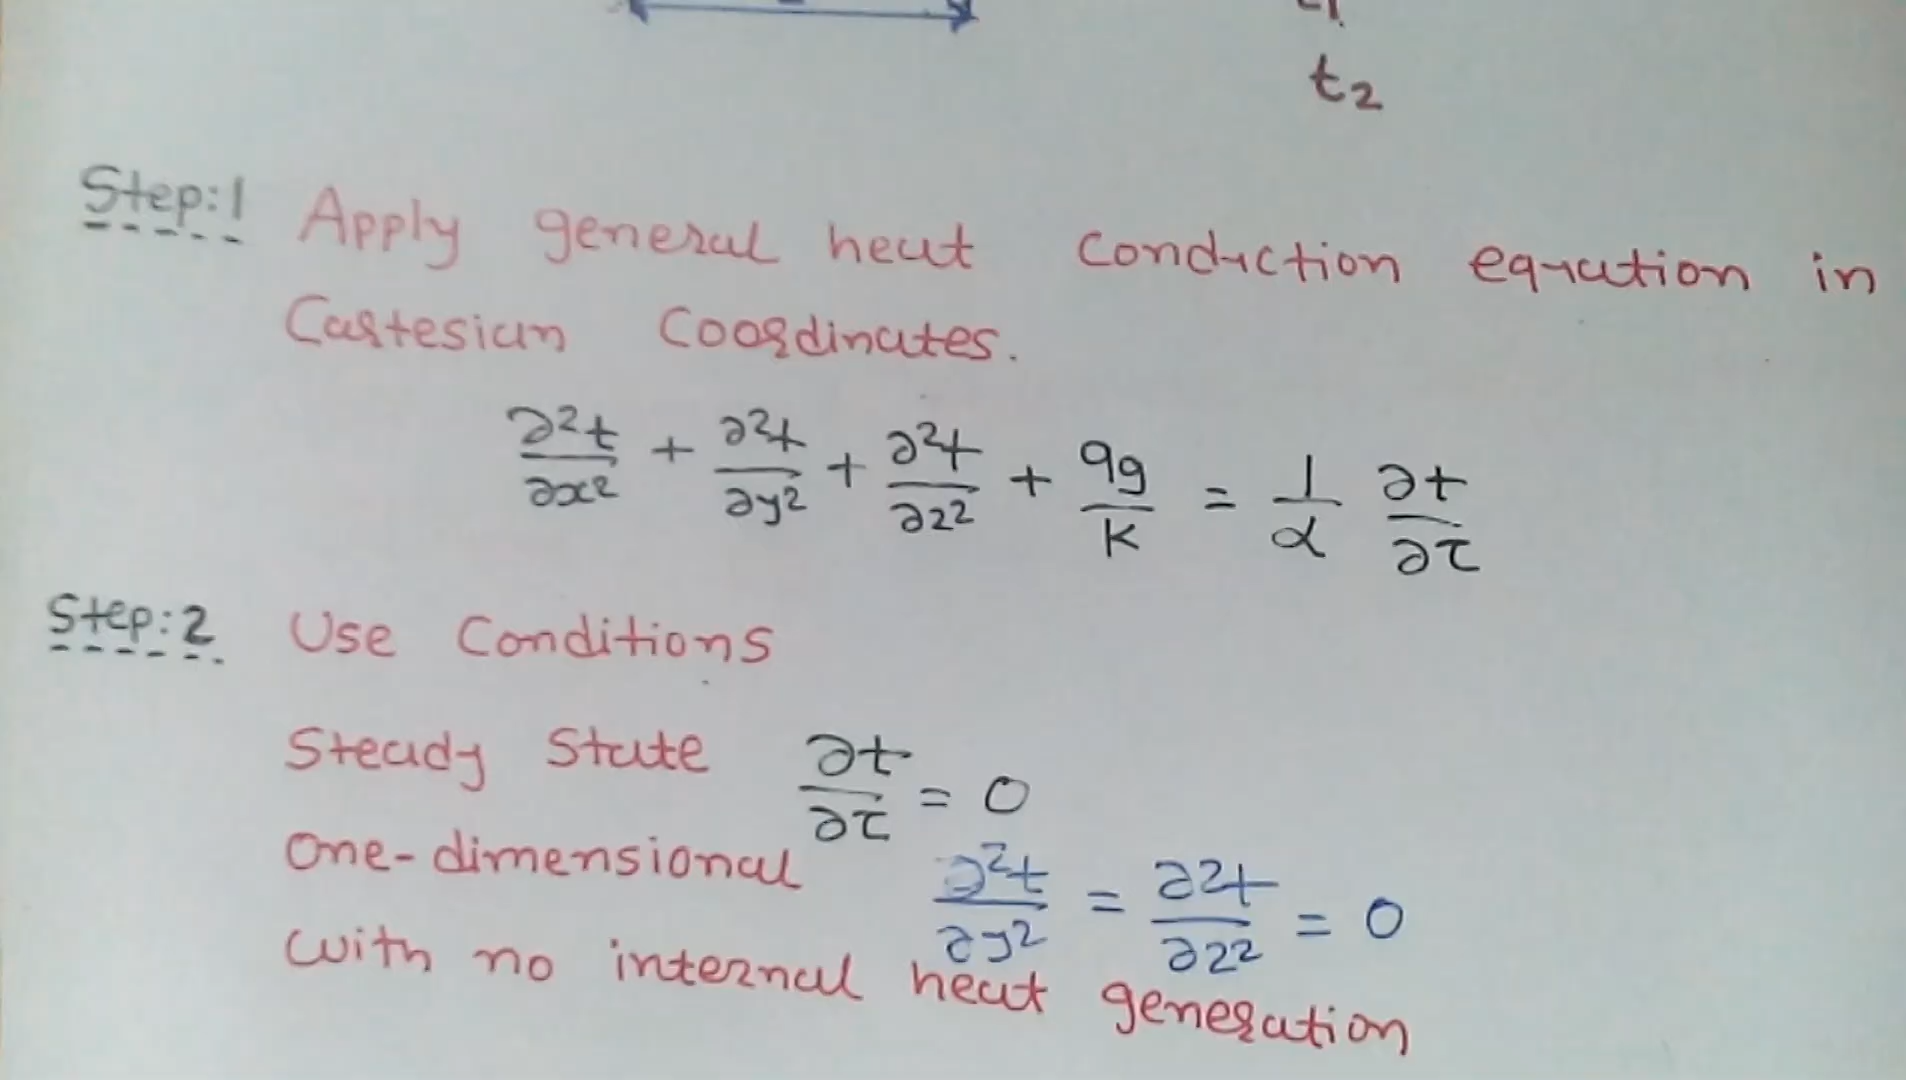 t₂
Step:1 Apply general heat conduction equation in
Cartesian Coordinates.
∂²t/∂x² + ∂²t/∂y² + ∂²t/∂z² + qg/k = 1/α ∂t/∂τ
Step:2 Use Conditions
Steady State ∂t/∂τ = 0
One-dimensional ∂²t/∂y² = ∂²t/∂z² = 0
With no internal heat generation